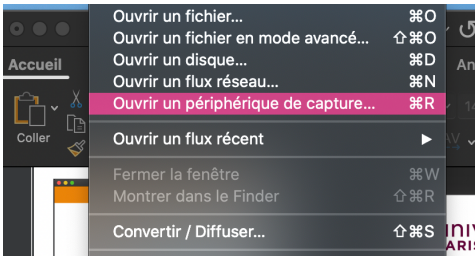 Ouvrir un fichier... ⌘O
Ouvrir un fichier en mode avancé... ⇧⌘O
Ouvrir un disque... ⌘D
Accueil
Ouvrir un flux réseau... ⌘N
Ouvrir un périphérique de capture... ⌘R
Coller
Ouvrir un flux récent ▶
Fermer la fenêtre ⌘W
Montrer dans le Finder ⇧⌘R
Convertir / Diffuser... ⇧⌘S